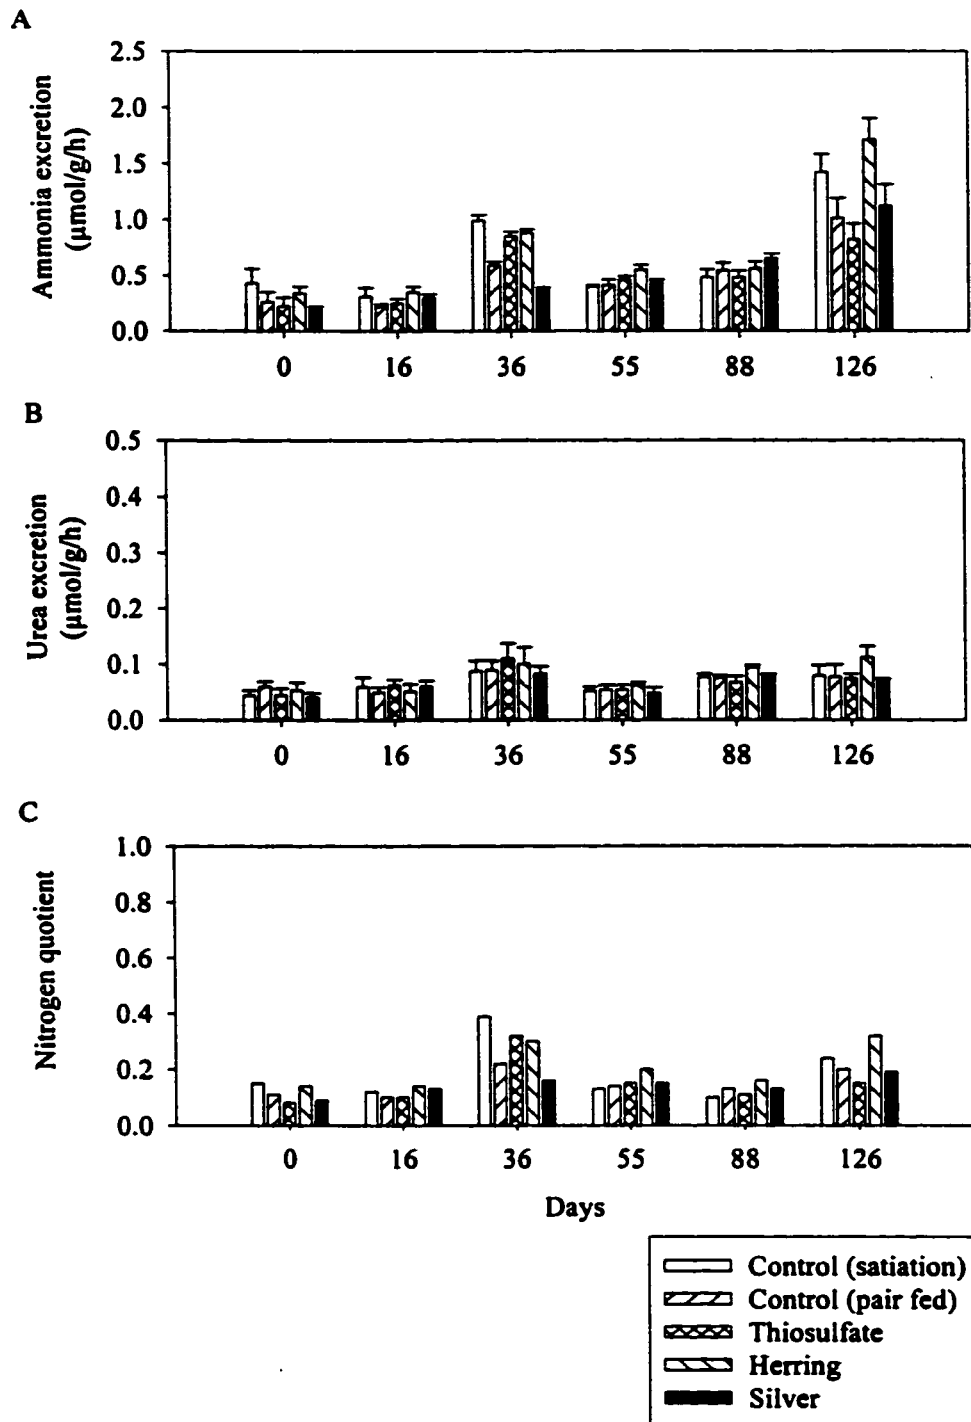 A
Ammonia excretion
(µmol/g/h)
2.5
2.0
1.5
1.0
0.5
0.0
0 16 36 55 88 126
B
Urea excretion
(µmol/g/h)
0.5
0.4
0.3
0.2
0.1
0.0
0 16 36 55 88 126
C
Nitrogen quotient
1.0
0.8
0.6
0.4
0.2
0.0
0 16 36 55 88 126
Days
Control (satiation)
Control (pair fed)
Thiosulfate
Herring
Silver